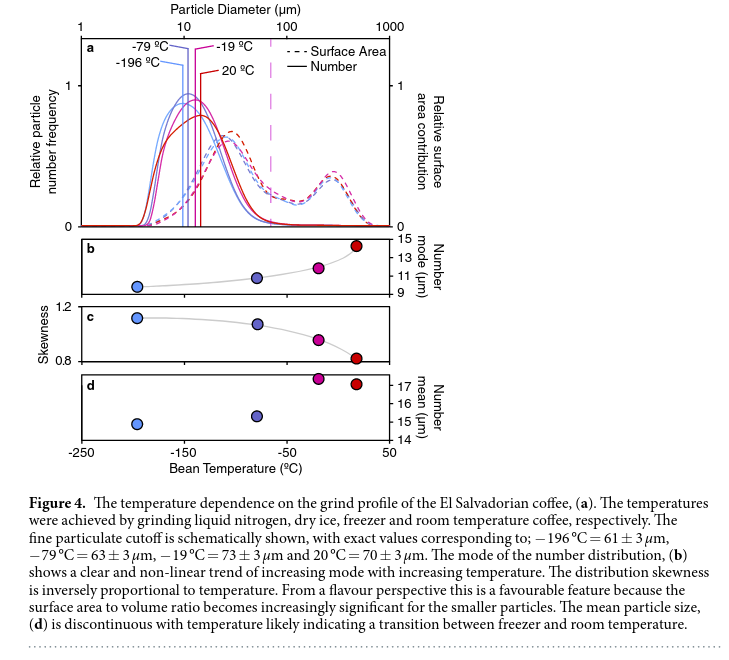 Particle Diameter (µm)
1 10 100 1000
a
-79 ºC
-19 ºC
-196 ºC
20 ºC
Surface Area
Number
Relative particle
number frequency
1
0
1
0
Relative surface
area contribution
b
15
13
11
9
Number
mode (µm)
Skewness
1.2
0.8
c
d
17
16
15
14
Number
mean (µm)
-250 -150 -50 50
Bean Temperature (ºC)
Figure 4. The temperature dependence on the grind profile of the El Salvadorian coffee, (a). The temperatures
were achieved by grinding liquid nitrogen, dry ice, freezer and room temperature coffee, respectively. The
fine particulate cutoff is schematically shown, with exact values corresponding to; −196 °C = 61 ± 3 µm,
−79 °C = 63 ± 3 µm, −19 °C = 73 ± 3 µm and 20 °C = 70 ± 3 µm. The mode of the number distribution, (b)
shows a clear and non-linear trend of increasing mode with increasing temperature. The distribution skewness
is inversely proportional to temperature. From a flavour perspective this is a favourable feature because the
surface area to volume ratio becomes increasingly significant for the smaller particles. The mean particle size,
(d) is discontinuous with temperature likely indicating a transition between freezer and room temperature.